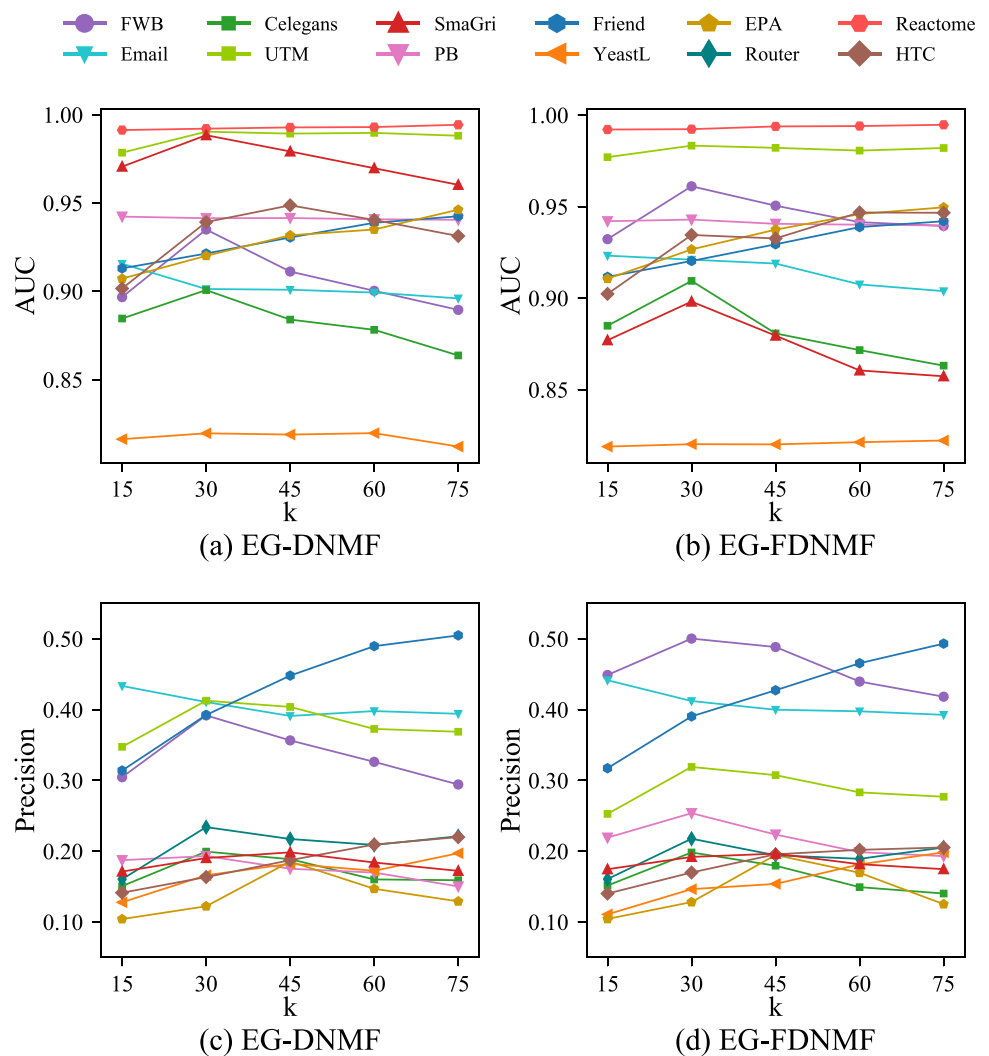 FWB Celegans SmaGri Friend EPA Reactome
Email UTM PB YeastL Router HTC
1.00
0.95
0.90
0.85
AUC
15 30 45 60 75
k
(a) EG-DNMF
1.00
0.95
0.90
0.85
AUC
15 30 45 60 75
k
(b) EG-FDNMF
0.50
0.40
0.30
0.20
0.10
Precision
15 30 45 60 75
k
(c) EG-DNMF
0.50
0.40
0.30
0.20
0.10
Precision
15 30 45 60 75
k
(d) EG-FDNMF